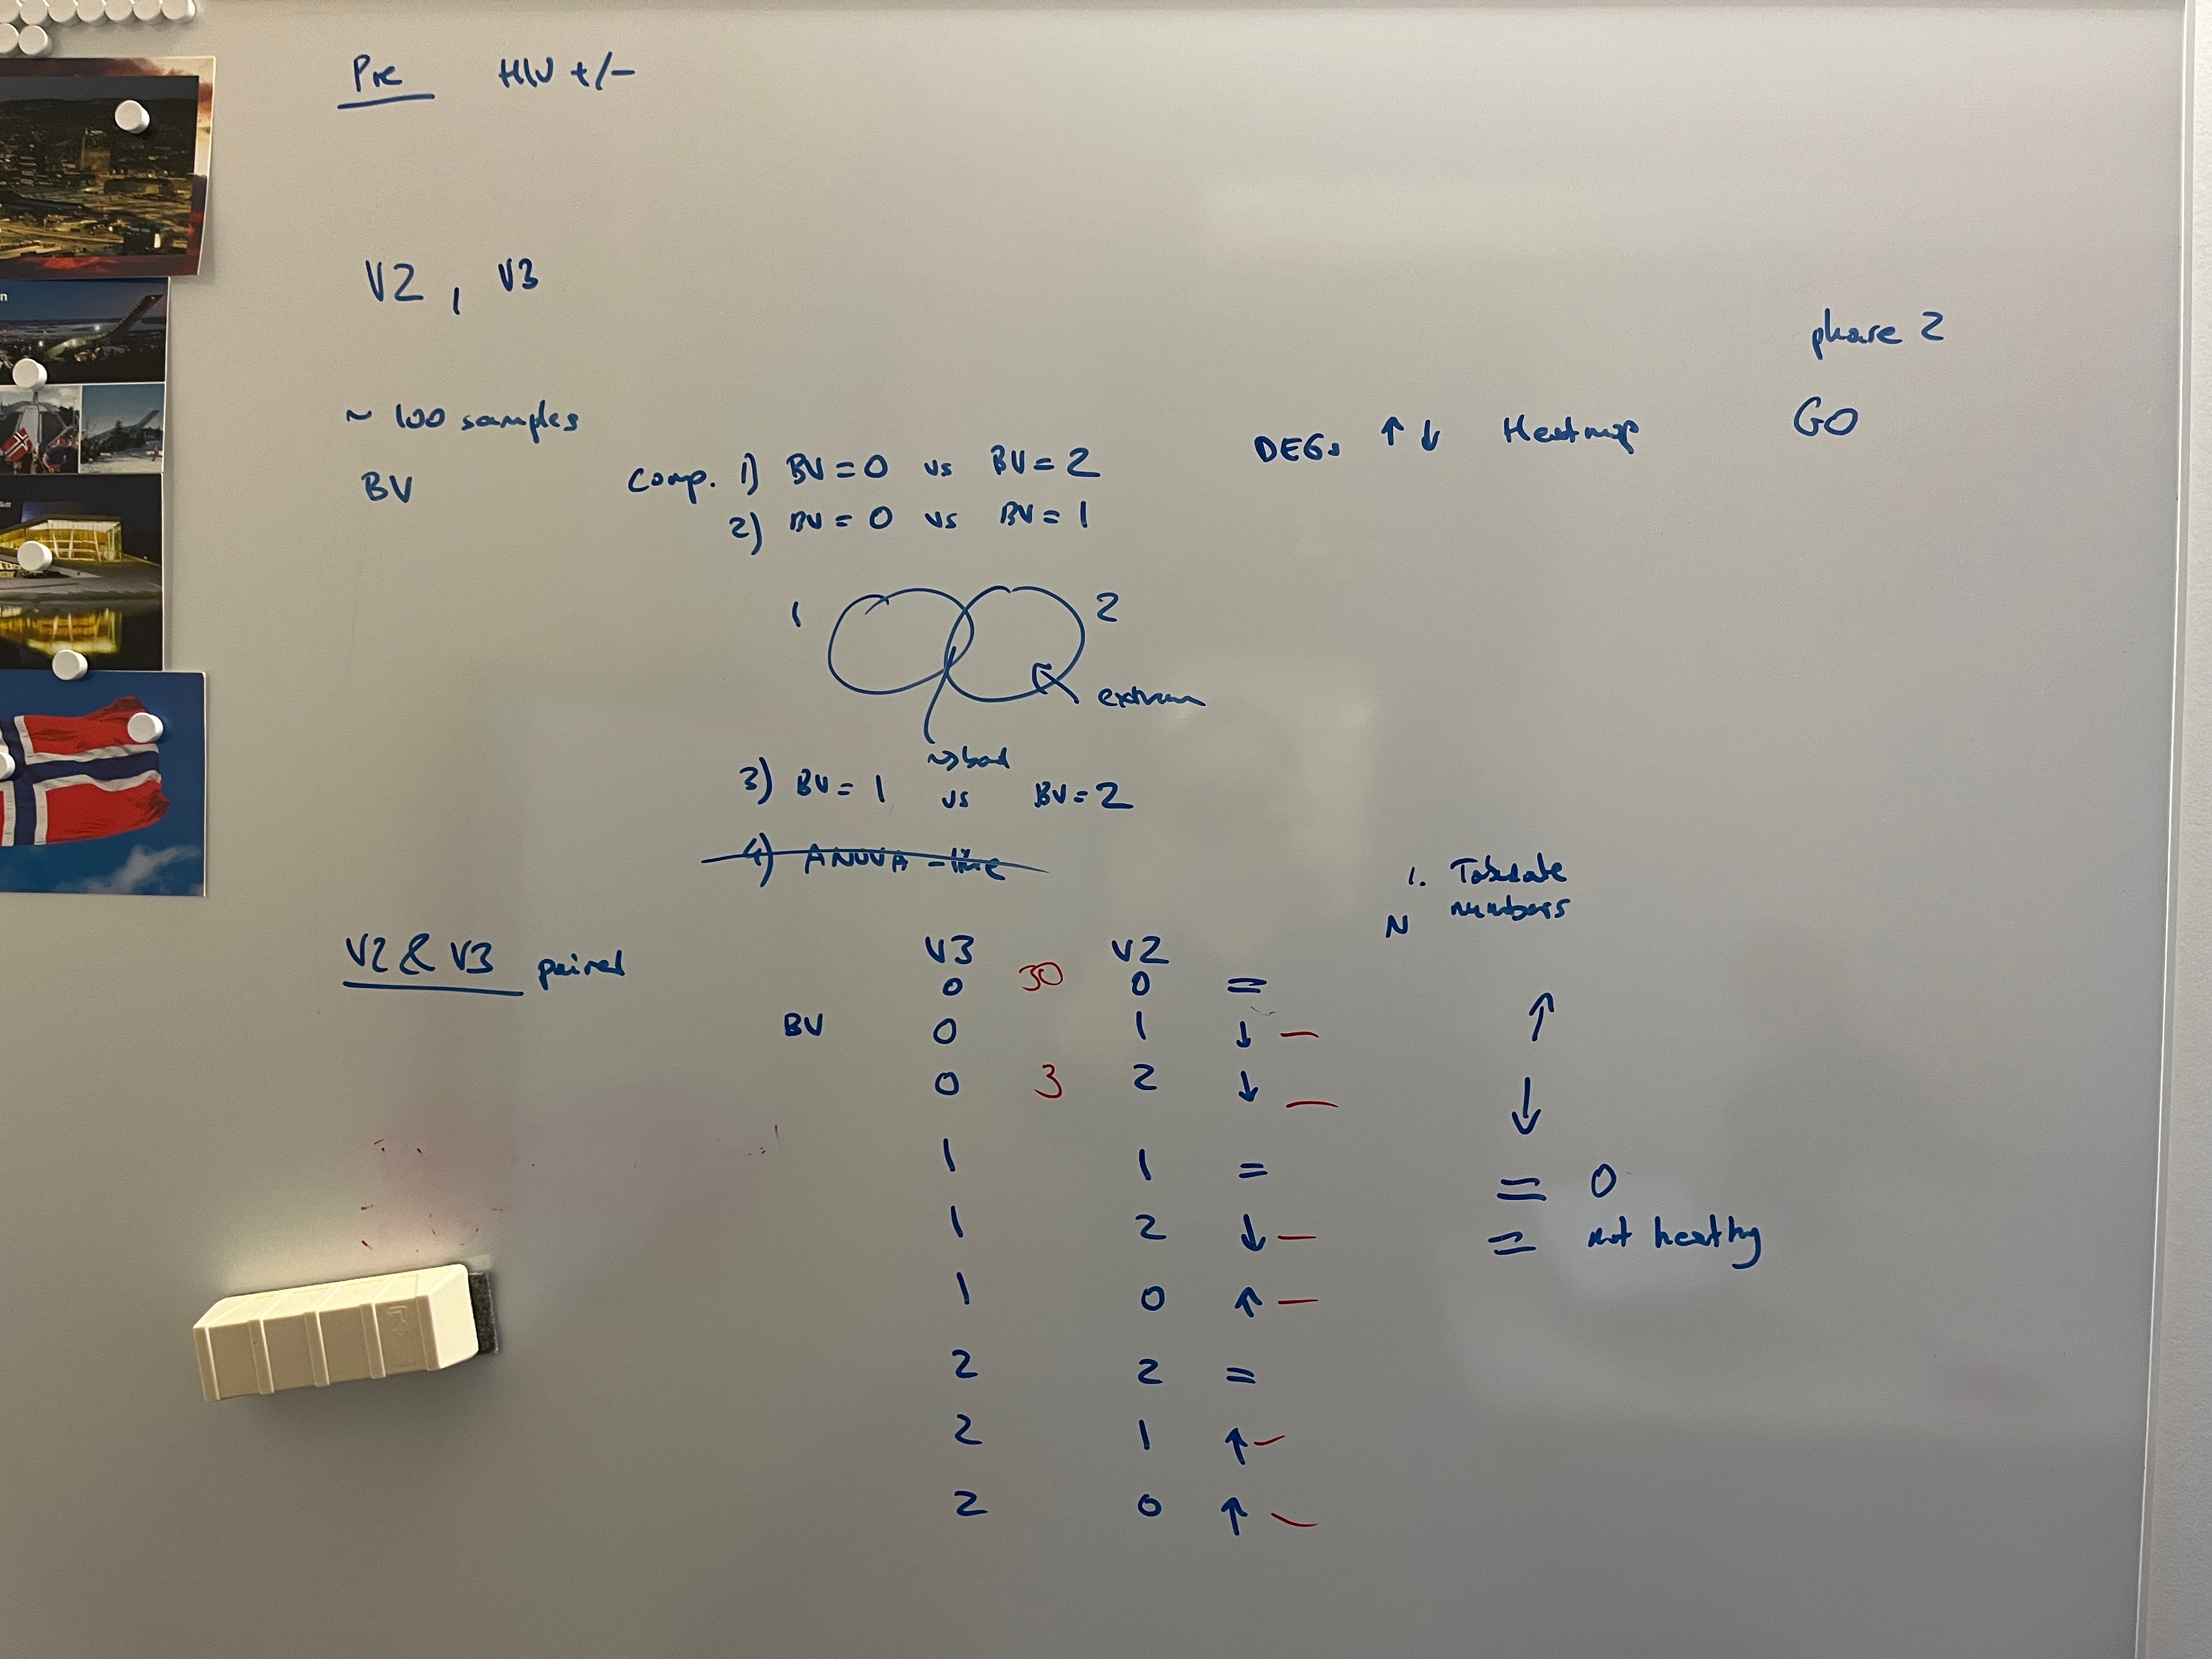 Pre HIV +/-
V2 , V3
phase 2
~ 100 samples
DEGs ↑ ↓ Heatmap GO
BV Comp. 1) BV = 0 vs BV = 2
2) BV = 0 vs BV = 1
1 2
extreme
bad
3) BV = 1 vs BV = 2
4) ANOVA - like
1. Tabulate
N numbers
V2 & V3 paired
V3 V2
0 30 0 =
BV 0 1 ↓ —
0 3 2 ↓ —
1 1 =
1 2 ↓ —
1 0 ↑ —
2 2 =
2 1 ↑ —
2 0 ↑ —
↑
↓
= 0
= not healthy